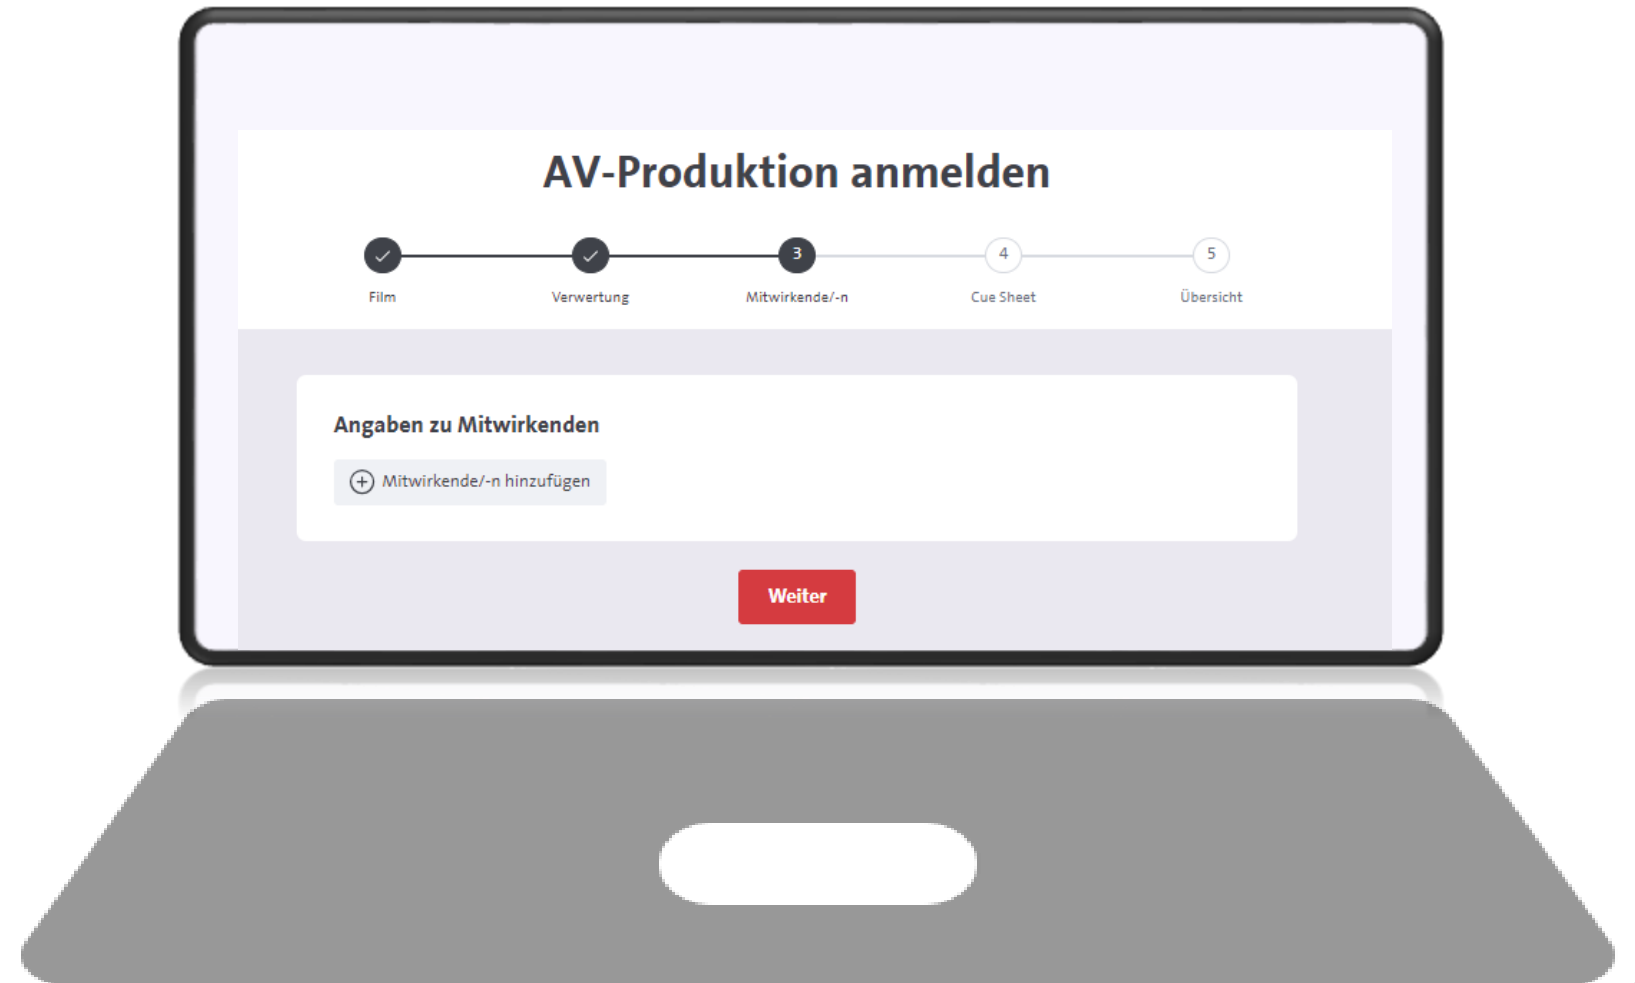 AV-Produktion anmelden
3
4
5
Film
Verwertung
Mitwirkende/-n
Cue Sheet
Übersicht
Angaben zu Mitwirkenden
Mitwirkende/-n hinzufügen
Weiter